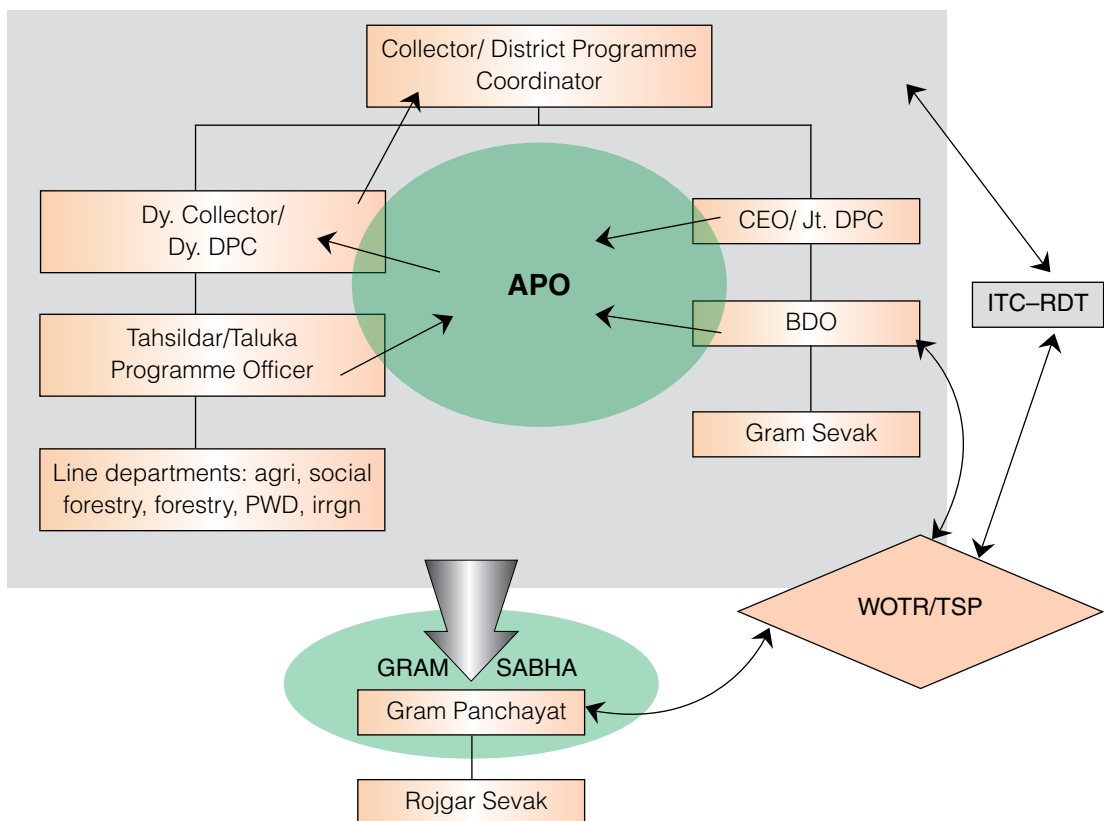 Collector/ District Programme
Coordinator
Dy. Collector/
Dy. DPC
CEO/ Jt. DPC
APO
ITC–RDT
Tahsildar/Taluka
Programme Officer
BDO
Gram Sevak
Line departments: agri, social
forestry, forestry, PWD, irrgn
WOTR/TSP
GRAM SABHA
Gram Panchayat
Rojgar Sevak